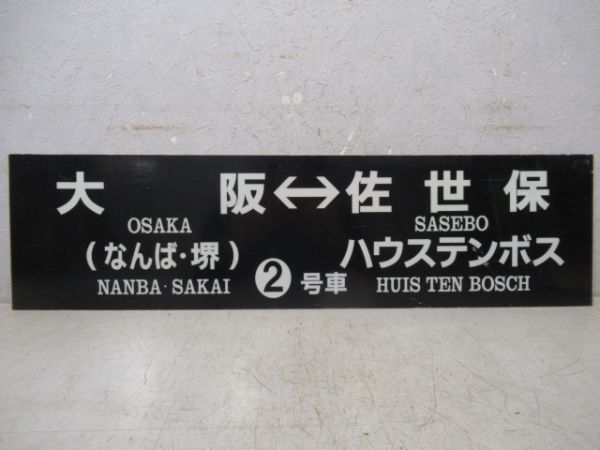 大阪↔佐世保
OSAKA SASEBO
(なんば・堺) ハウステンボス
NANBA・SAKAI ②号車 HUIS TEN BOSCH